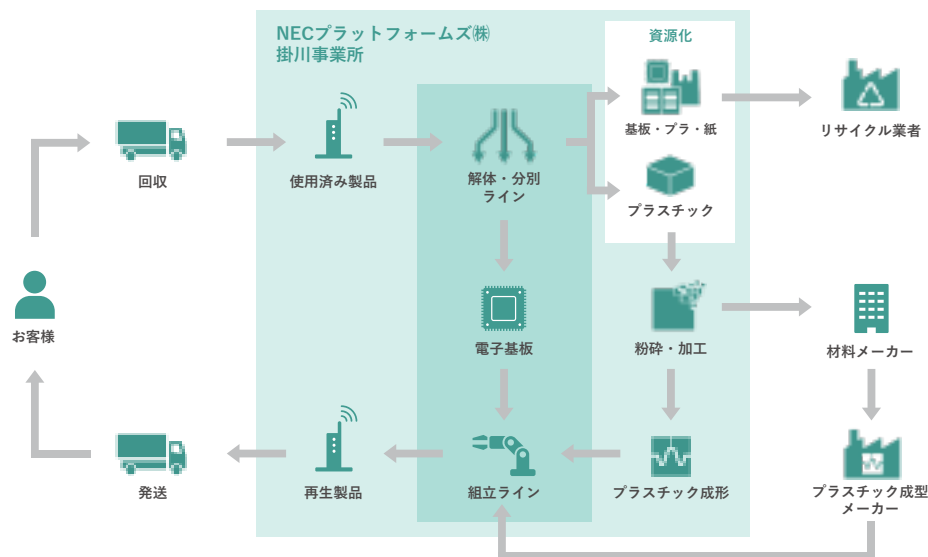 NECプラットフォームズ㈱
掛川事業所
資源化
基板・プラ・紙
リサイクル業者
回収
使用済み製品
解体・分別
ライン
プラスチック
お客様
電子基板
粉砕・加工
材料メーカー
発送
再生製品
組立ライン
プラスチック成形
プラスチック成型
メーカー